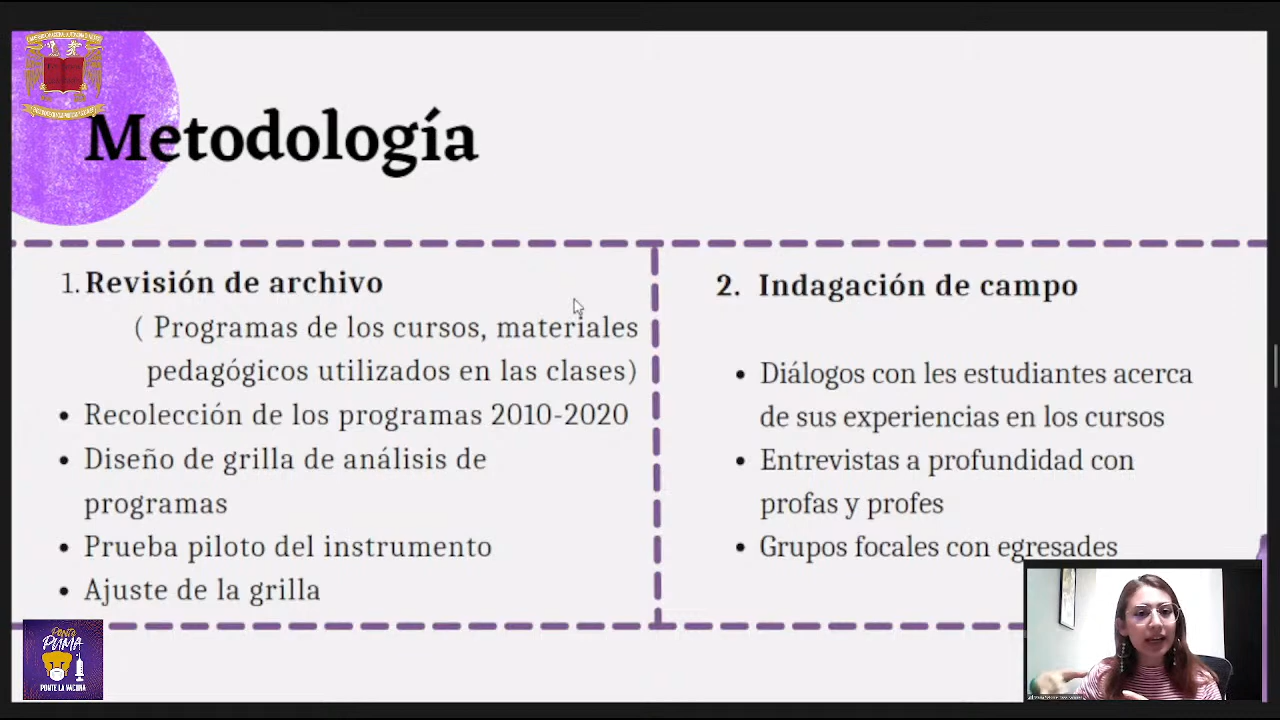 Metodología
1. Revisión de archivo
( Programas de los cursos, materiales
pedagógicos utilizados en las clases)
• Recolección de los programas 2010-2020
• Diseño de grilla de análisis de
programas
• Prueba piloto del instrumento
• Ajuste de la grilla
2. Indagación de campo
• Diálogos con les estudiantes acerca
de sus experiencias en los cursos
• Entrevistas a profundidad con
profas y profes
• Grupos focales con egresades
Ponte
PUMA
PONTE LA VACUNA